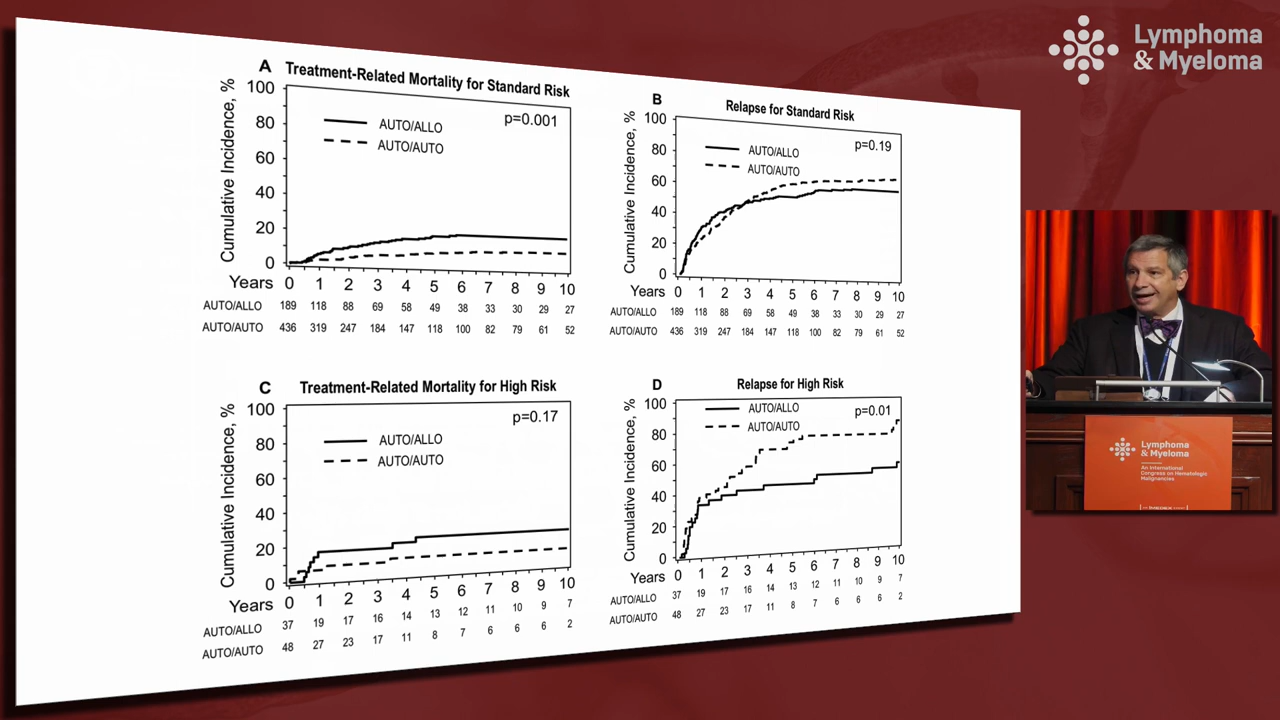 Lymphoma
& Myeloma
A Treatment-Related Mortality for Standard Risk
Cumulative Incidence, %
100
80
60
40
20
0
AUTO/ALLO
AUTO/AUTO
p=0.001
Years 0 1 2 3 4 5 6 7 8 9 10
AUTO/ALLO 189 118 88 69 58 49 38 33 30 29 27
AUTO/AUTO 436 319 247 184 147 118 100 82 79 61 52
B Relapse for Standard Risk
Cumulative Incidence, %
100
80
60
40
20
0
AUTO/ALLO
AUTO/AUTO
p=0.19
Years 0 1 2 3 4 5 6 7 8 9 10
AUTO/ALLO 189 118 88 69 58 49 38 33 30 29 27
AUTO/AUTO 436 319 247 184 147 118 100 82 79 61 52
C Treatment-Related Mortality for High Risk
Cumulative Incidence, %
100
80
60
40
20
0
AUTO/ALLO
AUTO/AUTO
p=0.17
Years 0 1 2 3 4 5 6 7 8 9 10
AUTO/ALLO 37 19 17 16 14 13 12 11 10 9 7
AUTO/AUTO 48 27 23 17 11 8 7 6 6 6 2
D Relapse for High Risk
Cumulative Incidence, %
100
80
60
40
20
0
AUTO/ALLO
AUTO/AUTO
p=0.01
Years 0 1 2 3 4 5 6 7 8 9 10
AUTO/ALLO 37 19 17 16 14 13 12 11 10 9 7
AUTO/AUTO 48 27 23 17 11 8 7 6 6 6 2
Lymphoma
& Myeloma
An International
Congress on Hematologic
Malignancies